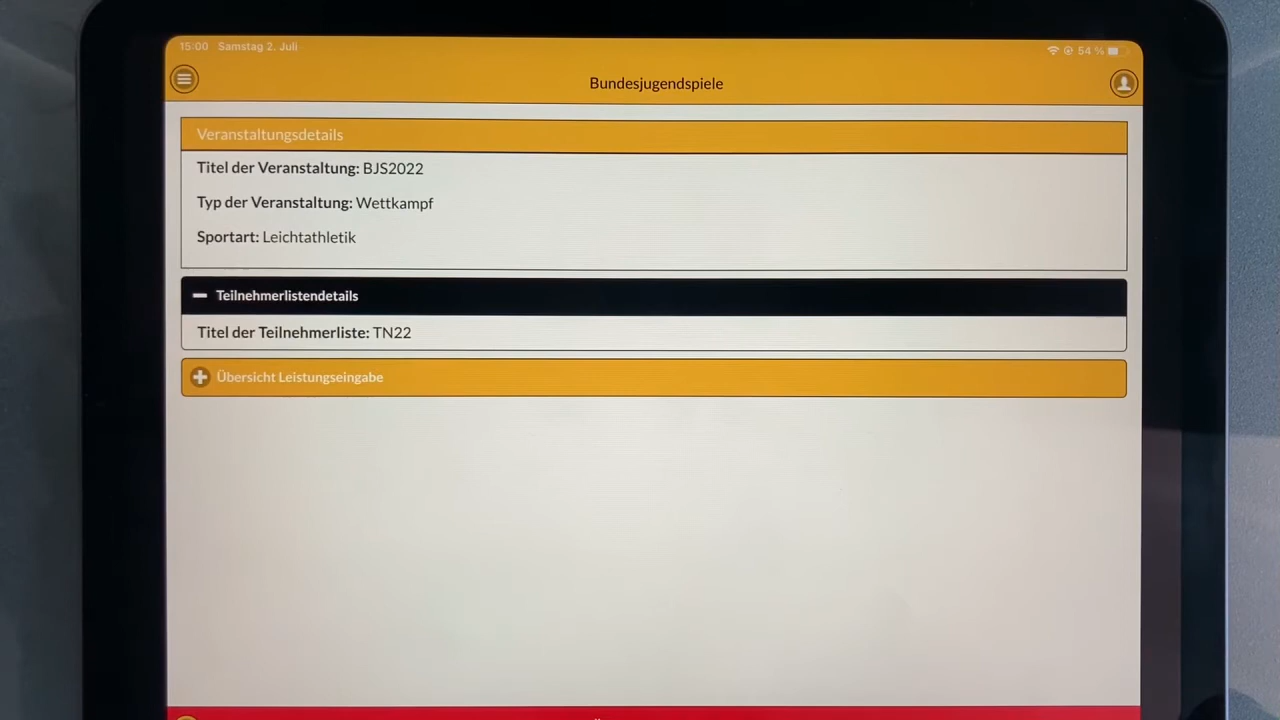 15:00 Samstag 2. Juli
54 %
Bundesjugendspiele
Veranstaltungsdetails
Titel der Veranstaltung: BJS2022
Typ der Veranstaltung: Wettkampf
Sportart: Leichtathletik
Teilnehmerlistendetails
Titel der Teilnehmerliste: TN22
Übersicht Leistungseingabe